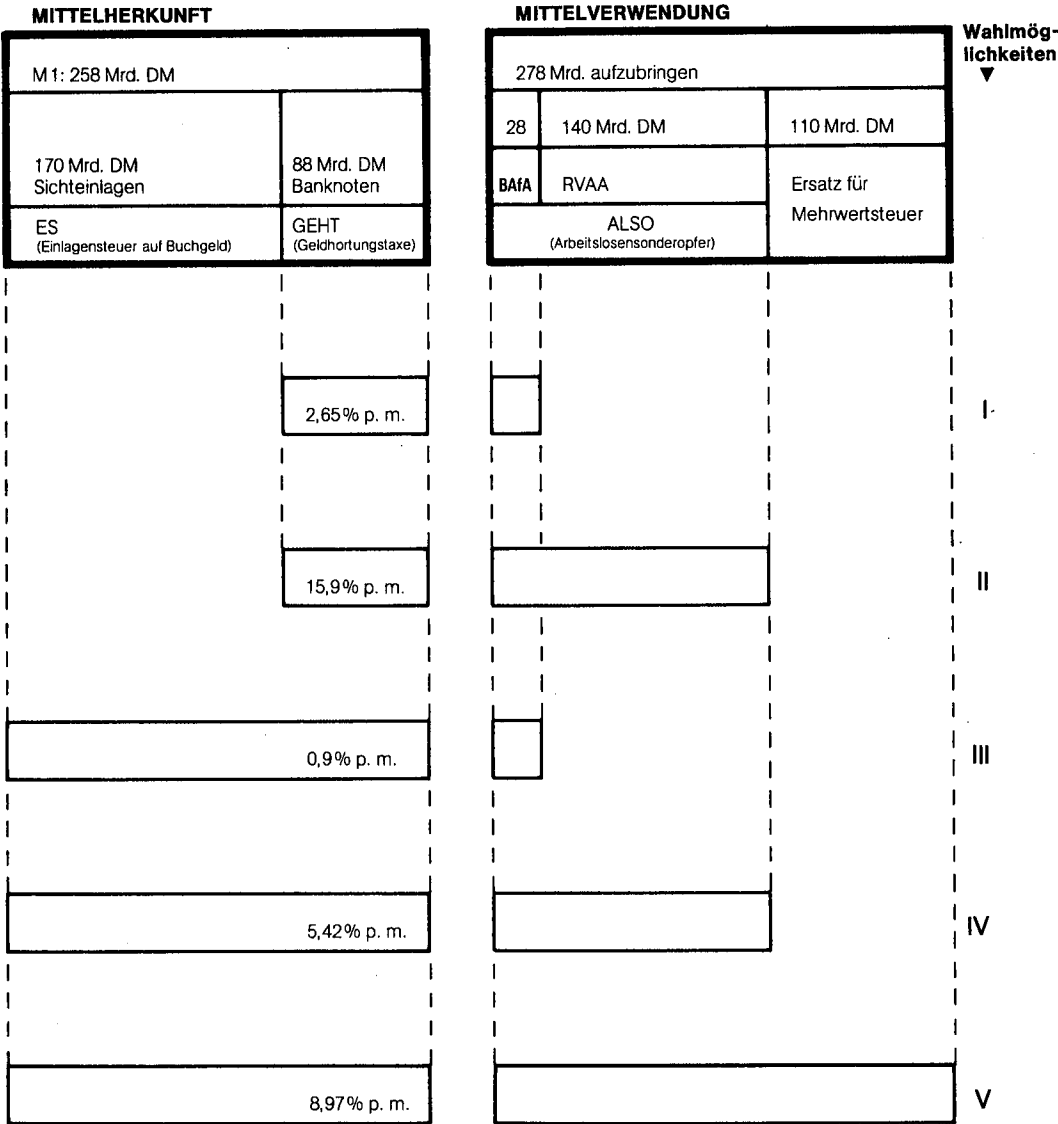 MITTELHERKUNFT
M1: 258 Mrd. DM
170 Mrd. DM
Sichteinlagen
88 Mrd. DM
Banknoten
ES
(Einlagensteuer auf Buchgeld)
GEHT
(Geldhortungstaxe)
MITTELVERWENDUNG
278 Mrd. aufzubringen
28
140 Mrd. DM
110 Mrd. DM
BAfA
RVAA
Ersatz für
Mehrwertsteuer
ALSO
(Arbeitslosensonderopfer)
Wahlmög-
lichkeiten
▼
2,65% p. m.
I
15,9% p. m.
II
0,9% p. m.
III
5,42% p. m.
IV
8,97% p. m.
V